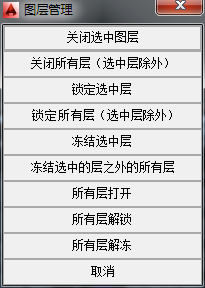 图层管理
关闭选中图层
关闭所有层（选中层除外）
锁定选中层
锁定所有层（选中层除外）
冻结选中层
冻结选中的层之外的所有层
所有层打开
所有层解锁
所有层解冻
取消